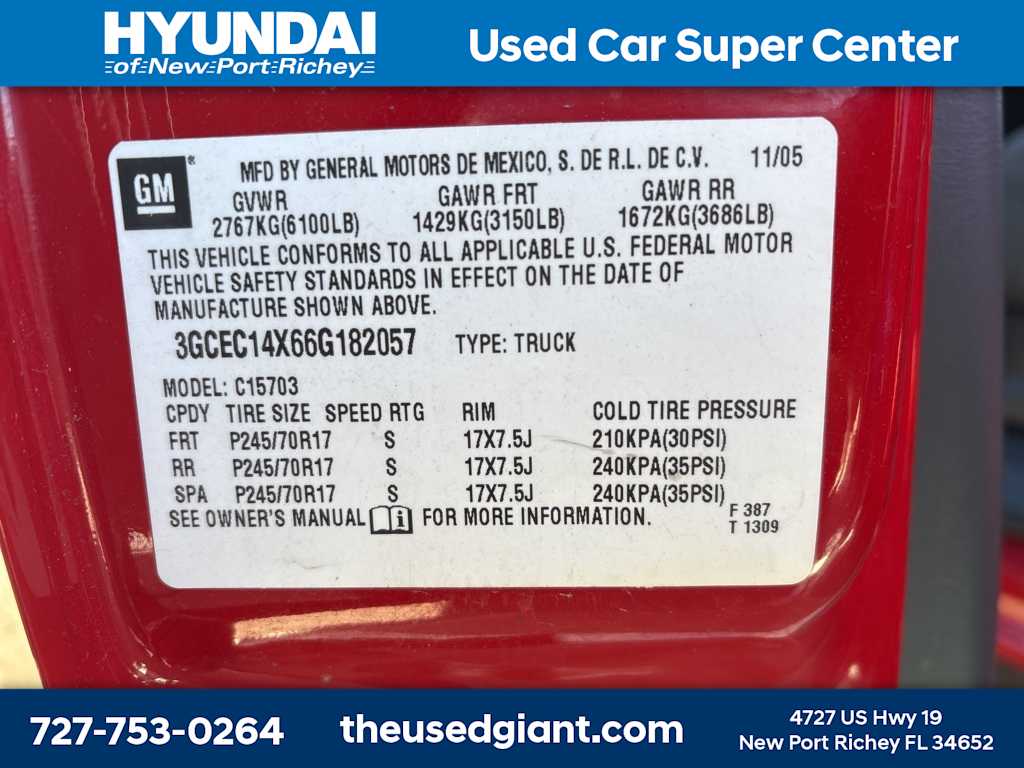 HYUNDAI
of New Port Richey
Used Car Super Center
GM
®
MFD BY GENERAL MOTORS DE MEXICO, S. DE R.L. DE C.V. 11/05
GVWR GAWR FRT GAWR RR
2767KG(6100LB) 1429KG(3150LB) 1672KG(3686LB)
THIS VEHICLE CONFORMS TO ALL APPLICABLE U.S. FEDERAL MOTOR
VEHICLE SAFETY STANDARDS IN EFFECT ON THE DATE OF
MANUFACTURE SHOWN ABOVE.
3GCEC14X66G182057 TYPE: TRUCK
MODEL: C15703
CPDY TIRE SIZE SPEED RTG RIM COLD TIRE PRESSURE
FRT P245/70R17 S 17X7.5J 210KPA(30PSI)
RR P245/70R17 S 17X7.5J 240KPA(35PSI)
SPA P245/70R17 S 17X7.5J 240KPA(35PSI)
SEE OWNER'S MANUAL i FOR MORE INFORMATION.
F 387
T 1309
727-753-0264
theusedgiant.com
4727 US Hwy 19
New Port Richey FL 34652